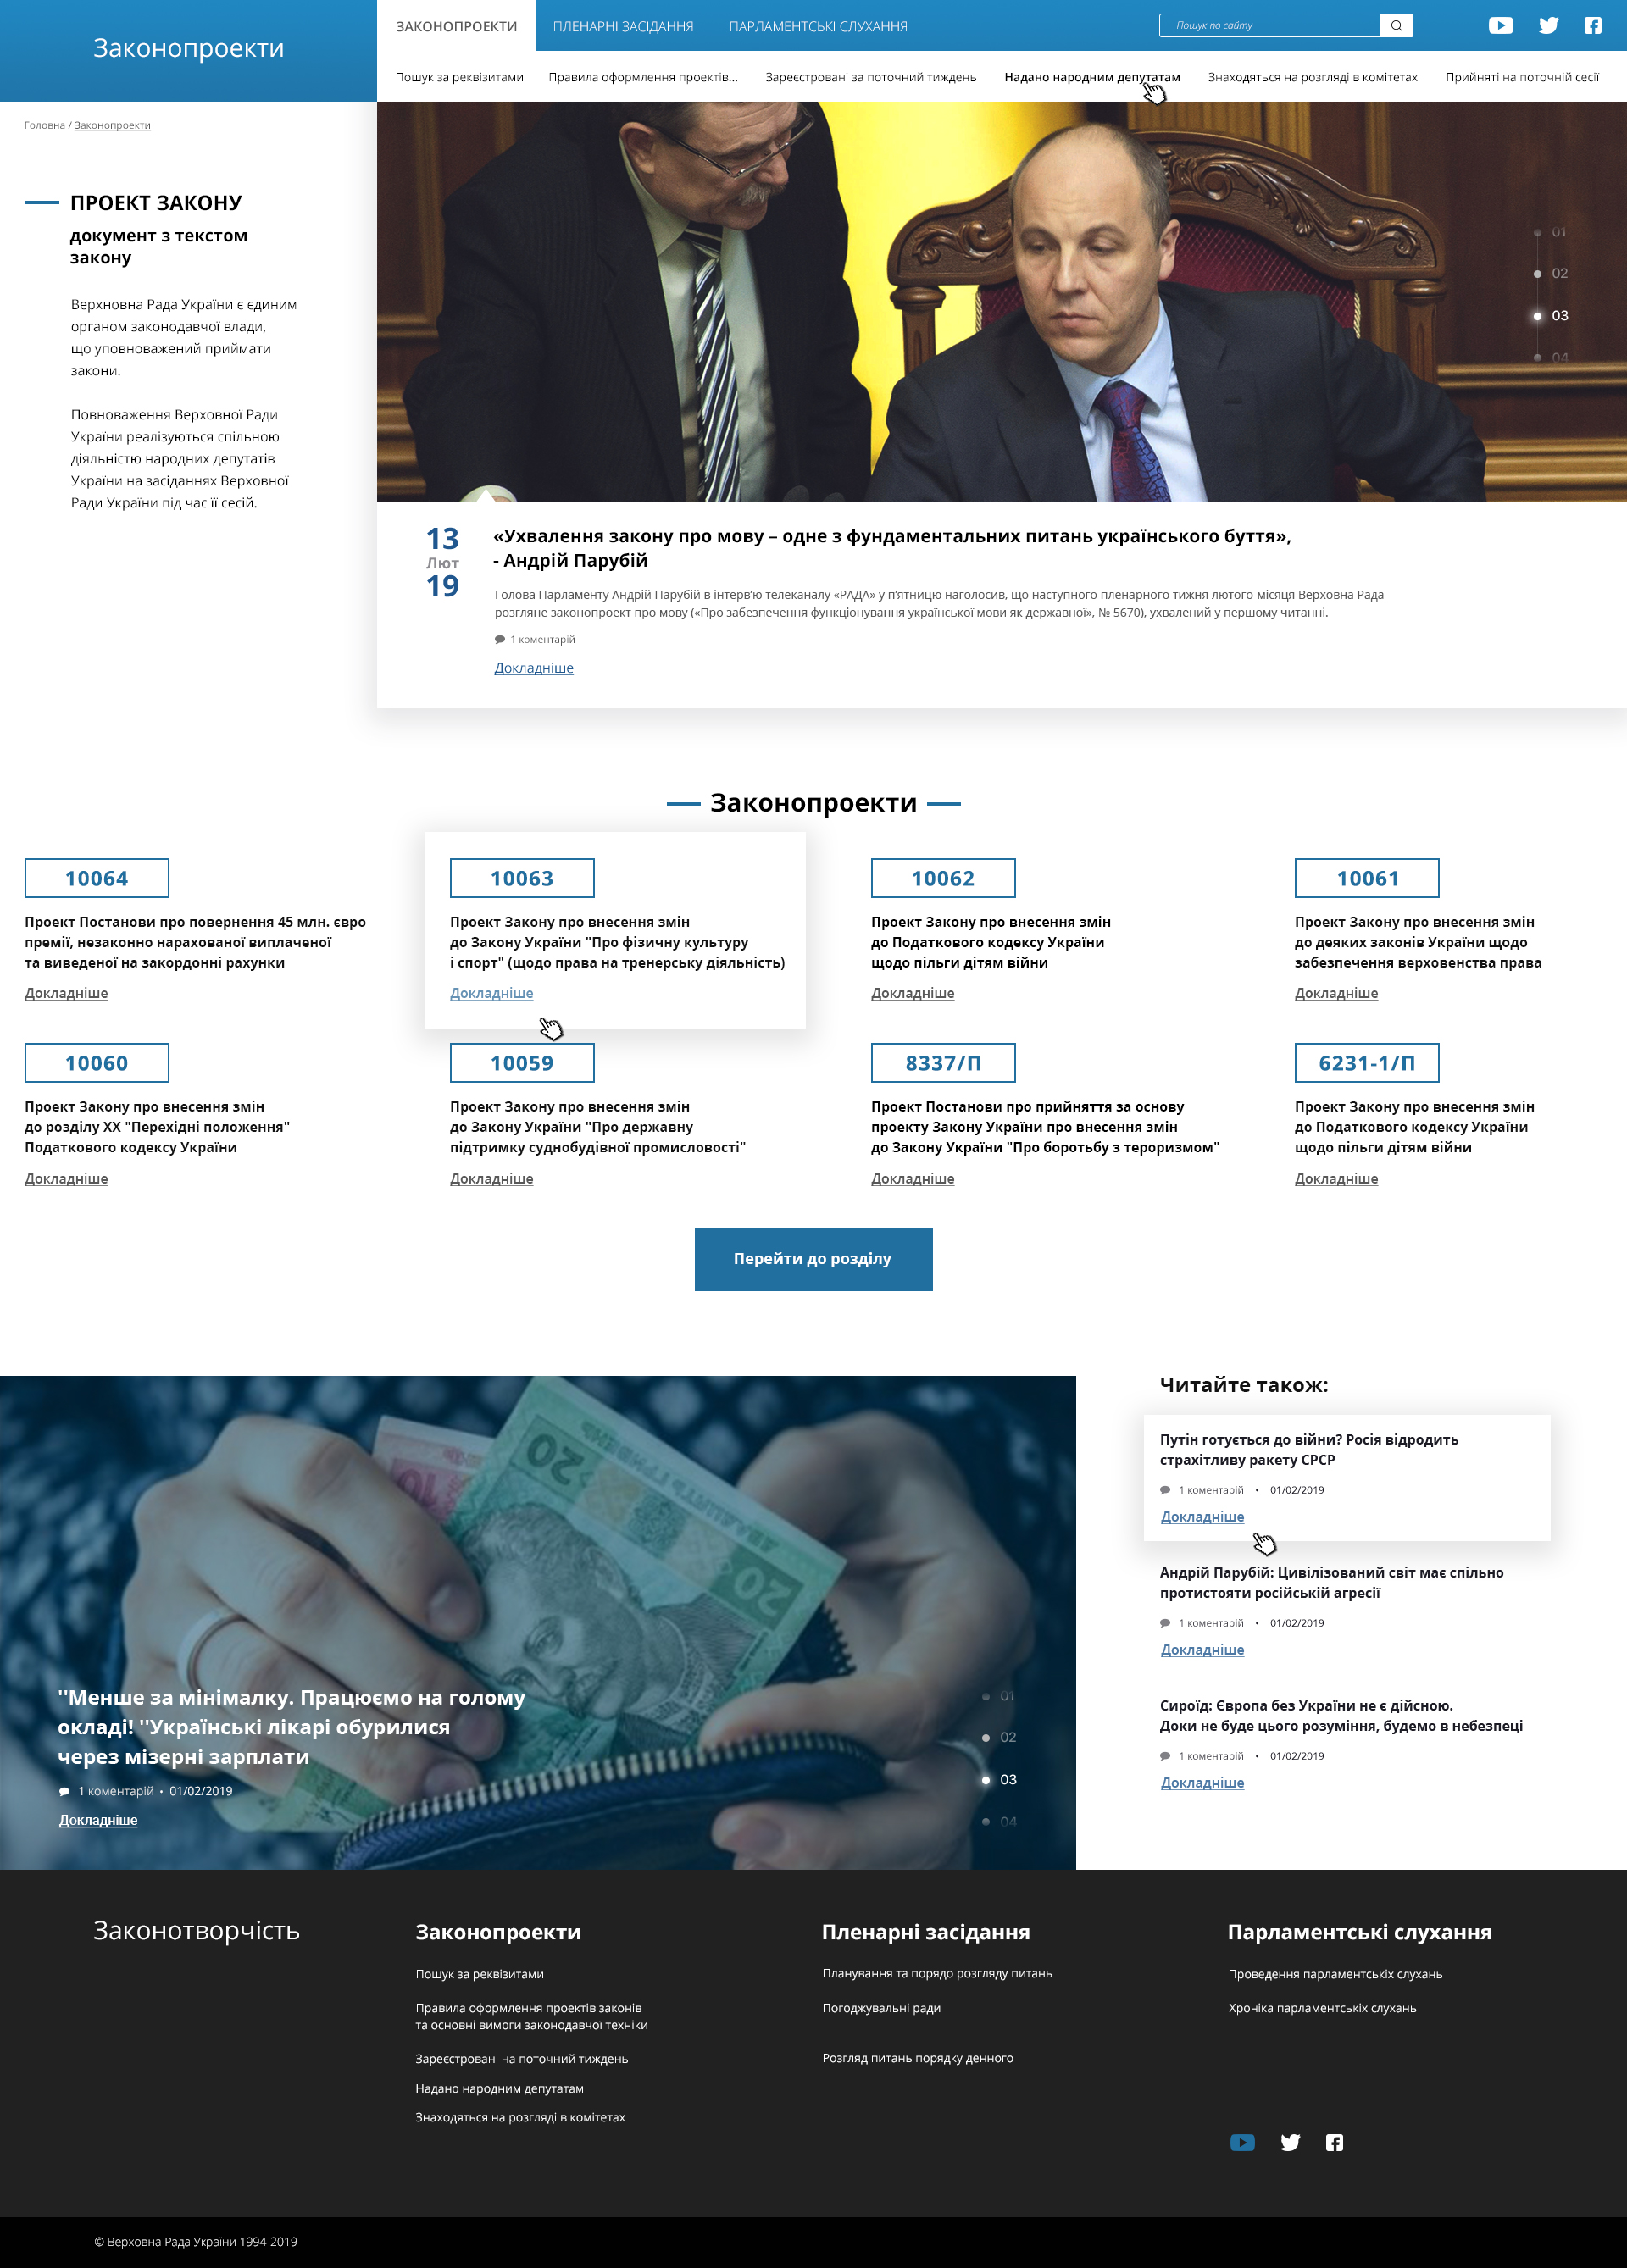 Законопроекти
ЗАКОНОПРОЕКТИ
ПЛЕНАРНІ ЗАСІДАННЯ
ПАРЛАМЕНТСЬКІ СЛУХАННЯ
Пошук по сайту
Пошук за реквізитами
Правила оформлення проектів...
Зареєстровані за поточний тиждень
Надано народним депутатам
Знаходяться на розгляді в комітетах
Прийняті на поточній сесії
Головна / Законопроекти
ПРОЕКТ ЗАКОНУ
документ з текстом
закону
Верхновна Рада України є єдиним
органом законодавчої влади,
що уповноважений приймати
закони.
Повноваження Верховної Ради
України реалізуються спільною
діяльністю народних депутатів
України на засіданнях Верховної
Ради України під час її сесій.
01
02
03
04
13
Лют
19
«Ухвалення закону про мову – одне з фундаментальних питань українського буття»,
- Андрій Парубій
Голова Парламенту Андрій Парубій в інтерв’ю телеканалу «РАДА» у п’ятницю наголосив, що наступного пленарного тижня лютого-місяця Верховна Рада
розгляне законопроект про мову («Про забезпечення функціонування української мови як державної», № 5670), ухвалений у першому читанні.
1 коментарій
Докладніше
Законопроекти
10064
Проект Постанови про повернення 45 млн. євро
премії, незаконно нарахованої виплаченої
та виведеної на закордонні рахунки
Докладніше
10063
Проект Закону про внесення змін
до Закону України "Про фізичну культуру
і спорт" (щодо права на тренерську діяльність)
Докладніше
10062
Проект Закону про внесення змін
до Податкового кодексу України
щодо пільги дітям війни
Докладніше
10061
Проект Закону про внесення змін
до деяких законів України щодо
забезпечення верховенства права
Докладніше
10060
Проект Закону про внесення змін
до розділу XX "Перехідні положення"
Податкового кодексу України
Докладніше
10059
Проект Закону про внесення змін
до Закону України "Про державну
підтримку суднобудівної промисловості"
Докладніше
8337/П
Проект Постанови про прийняття за основу
проекту Закону України про внесення змін
до Закону України "Про боротьбу з тероризмом"
Докладніше
6231-1/П
Проект Закону про внесення змін
до Податкового кодексу України
щодо пільги дітям війни
Докладніше
Перейти до розділу
''Менше за мінімалку. Працюємо на голому
окладі! ''Українські лікарі обурилися
через мізерні зарплати
1 коментарій • 01/02/2019
Докладніше
01
02
03
04
Читайте також:
Путін готується до війни? Росія відродить
страхітливу ракету СРСР
1 коментарій • 01/02/2019
Докладніше
Андрій Парубій: Цивілізований світ має спільно
протистояти російській агресії
1 коментарій • 01/02/2019
Докладніше
Сироїд: Європа без України не є дійсною.
Доки не буде цього розуміння, будемо в небезпеці
1 коментарій • 01/02/2019
Докладніше
Законотворчість
Законопроекти
Пошук за реквізитами
Правила оформлення проектів законів
та основні вимоги законодавчої техніки
Зареєстровані на поточний тиждень
Надано народним депутатам
Знаходяться на розгляді в комітетах
Пленарні засідання
Планування та порядо розгляду питань
Погоджувальні ради
Розгляд питань порядку денного
Парламентські слухання
Проведення парламентськіх слухань
Хроніка парламентськіх слухань
© Верховна Рада України 1994-2019